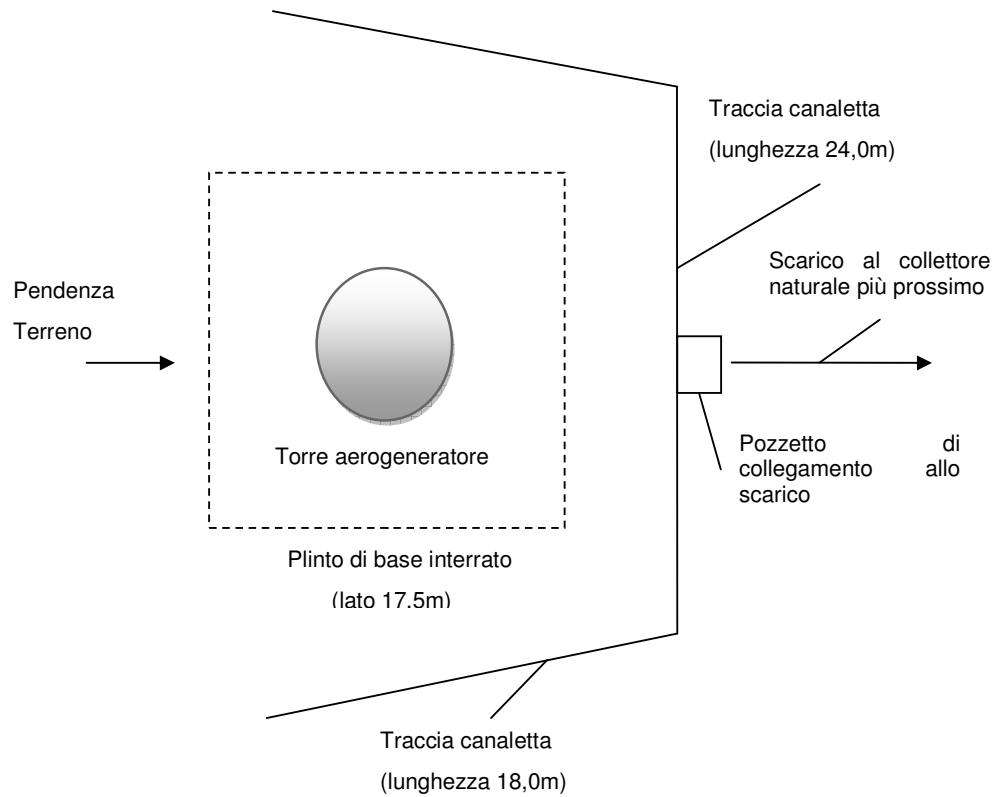 Traccia canaletta
(lunghezza 24,0m)
Scarico al collettore
naturale più prossimo
Pendenza
Terreno
Torre aerogeneratore
Pozzetto di
collegamento allo
scarico
Plinto di base interrato
(lato 17.5m)
Traccia canaletta
(lunghezza 18,0m)